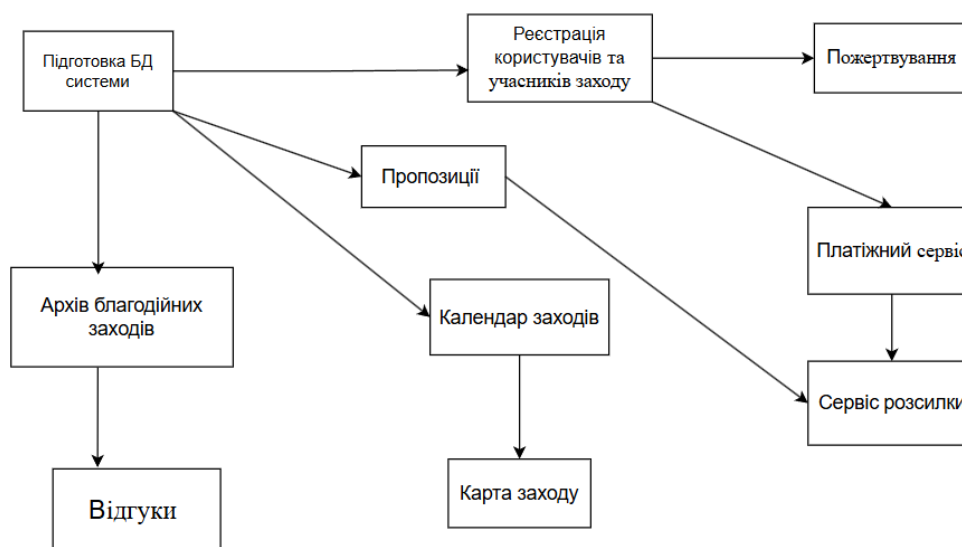 Підготовка БД
системи
Реєстрація
користувачів та
учасників заходу
Пожертвування
Пропозиції
Платіжний сервіс
Архів благодійних
заходів
Календар заходів
Сервіс розсилки
Відгуки
Карта заходу